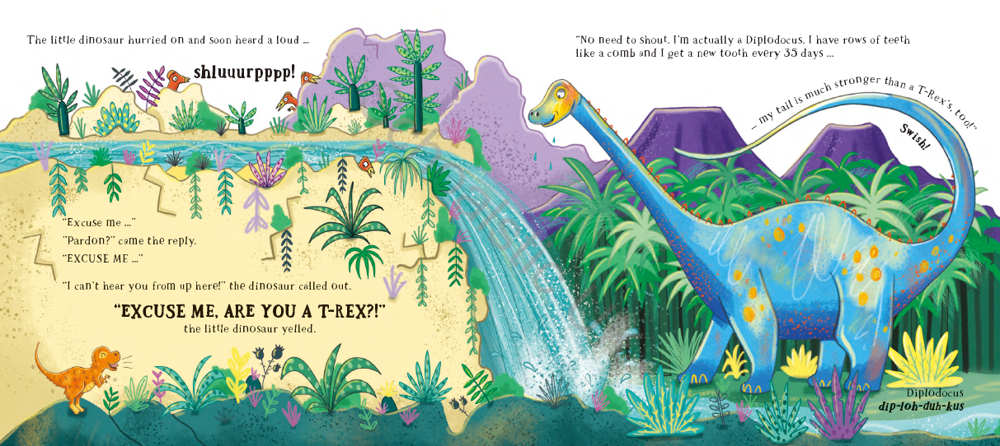 The little dinosaur hurried on and soon heard a loud ...
shluuurpppp!
"Excuse me ..."
"Pardon?" came the reply.
"EXCUSE ME ..."
"I can't hear you from up here!" the dinosaur called out.
"EXCUSE ME, ARE YOU A T-REX?!"
the little dinosaur yelled.
"No need to shout. I'm actually a Diplodocus. I have rows of teeth
like a comb and I get a new tooth every 35 days ...
... my tail is much stronger than a T-Rex's, too!"
Swish!
Diplodocus
dip-loh-duh-kus